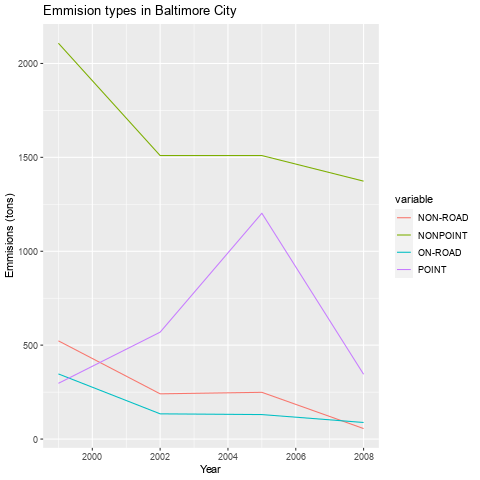 Emmision types in Baltimore City
Emmisions (tons)
2000
1500
1000
500
0
2000
2002
2004
2006
2008
Year
variable
NON-ROAD
NONPOINT
ON-ROAD
POINT